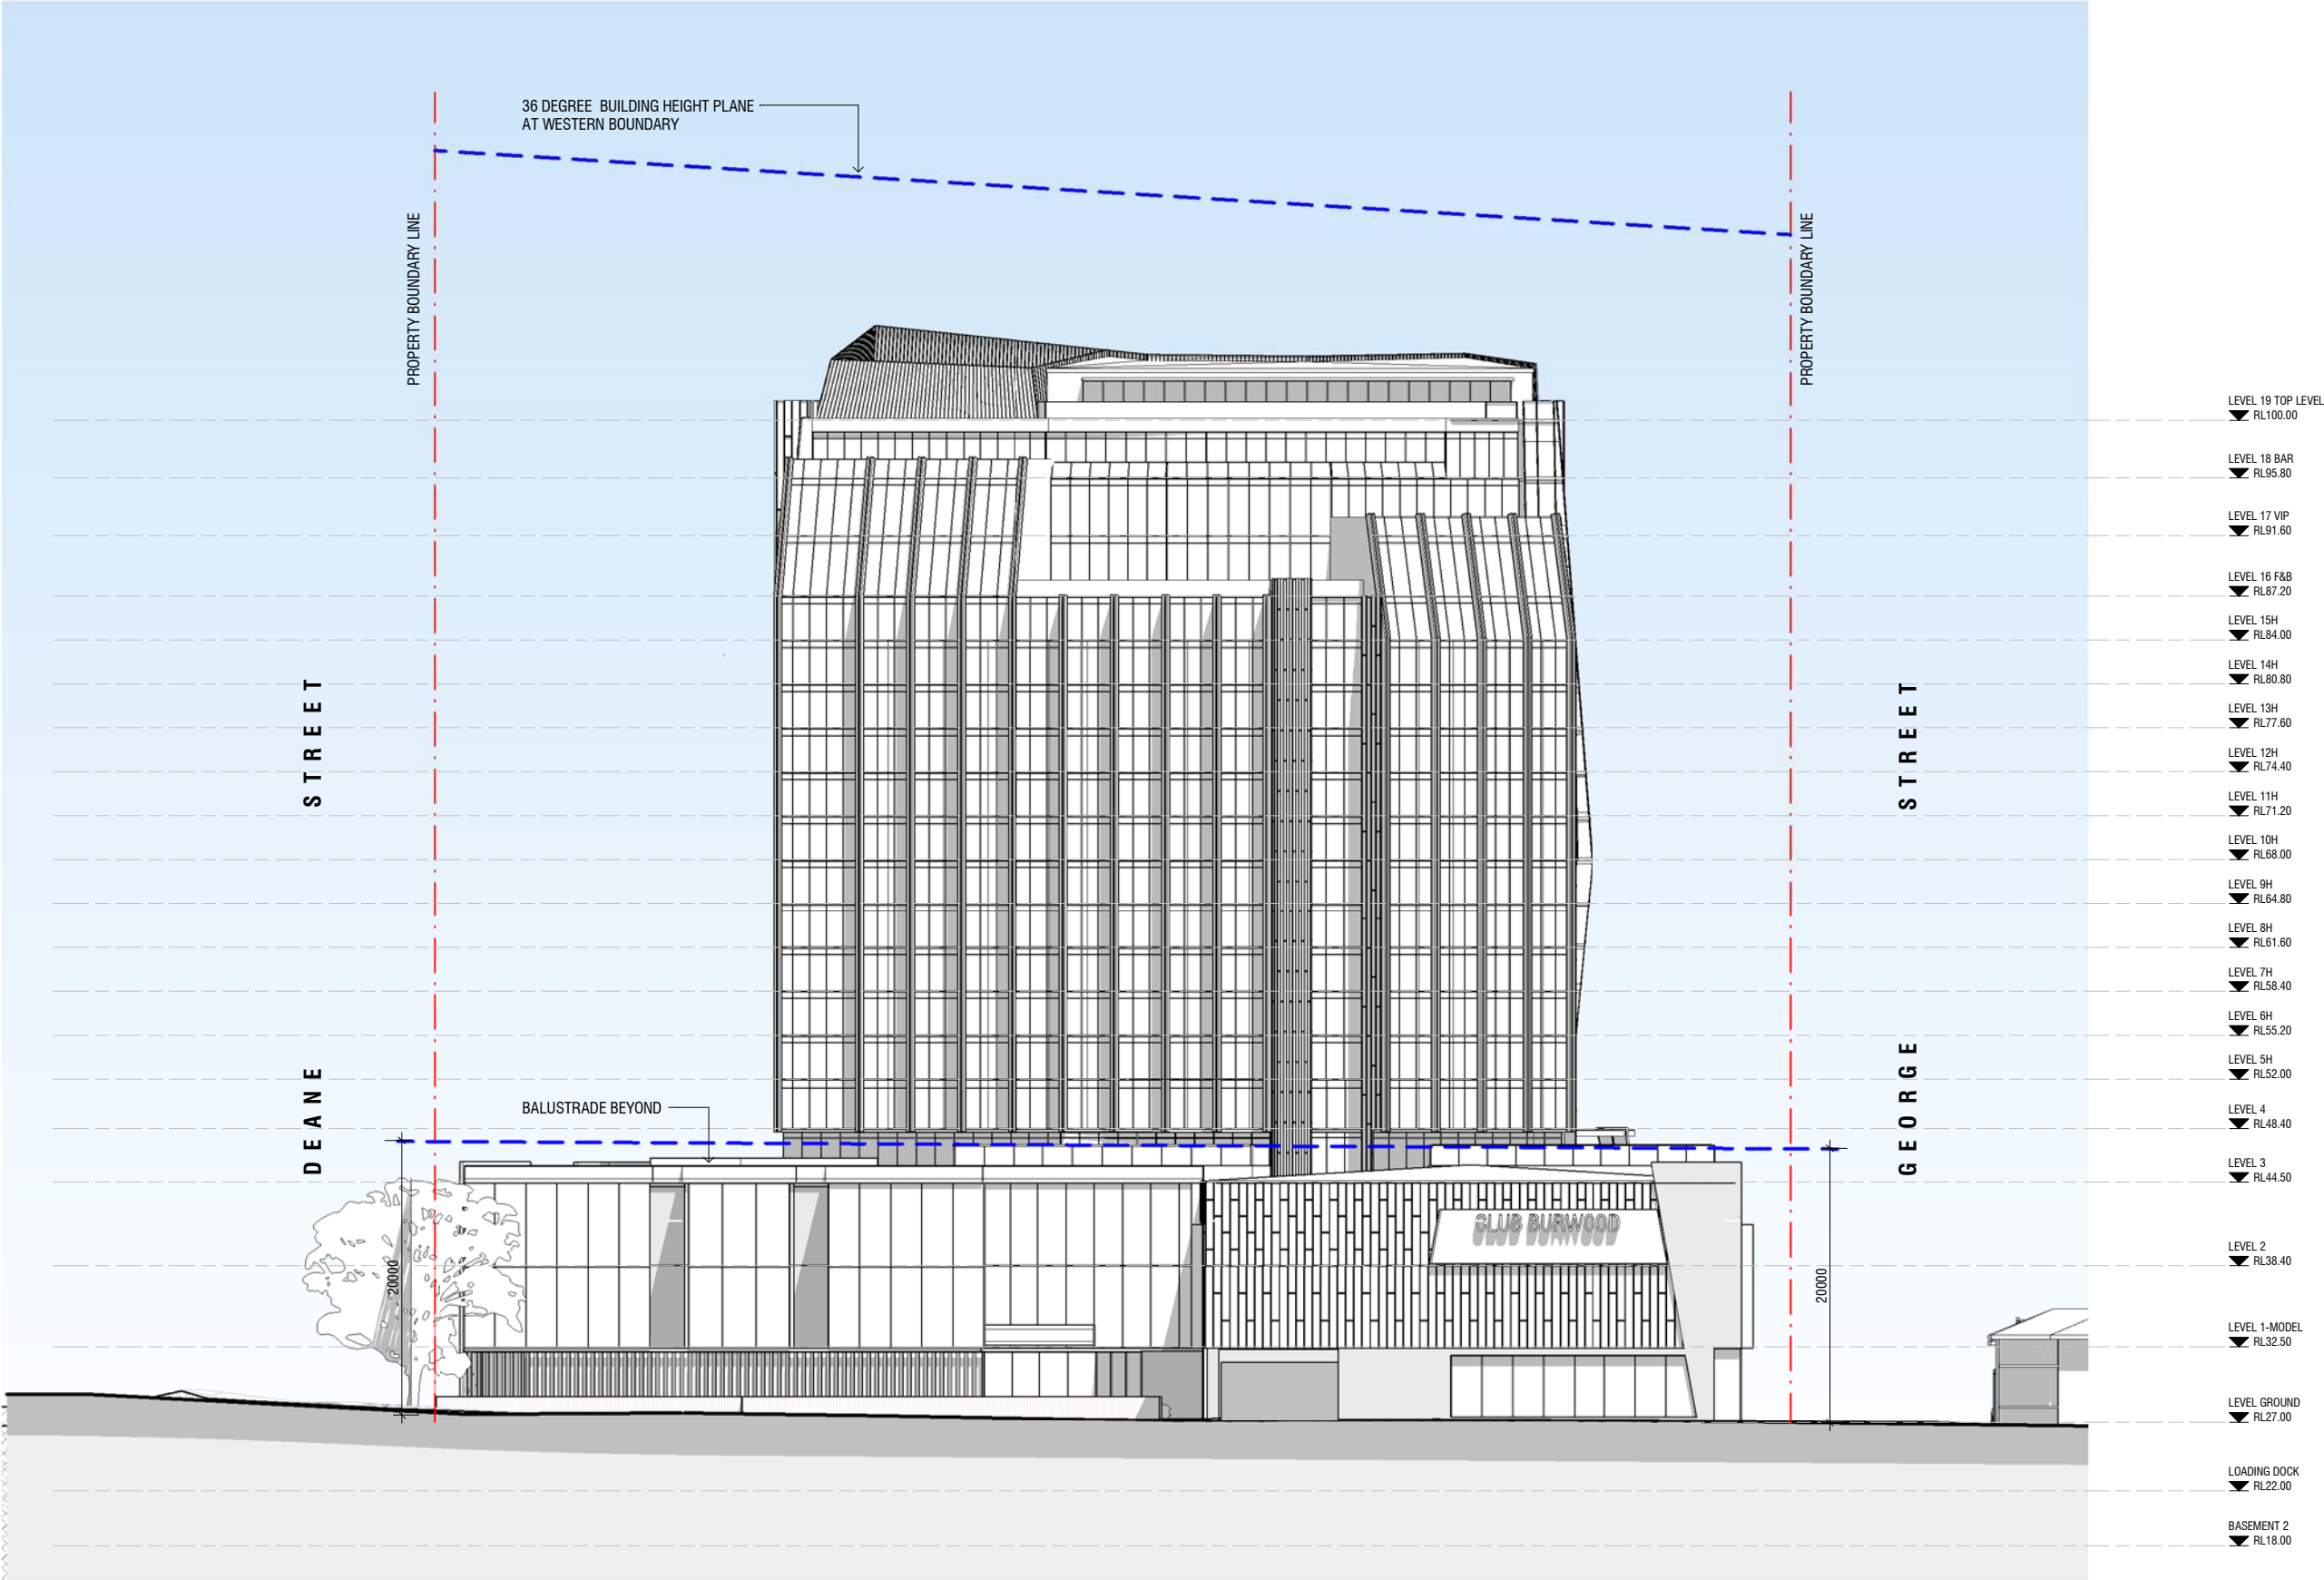 36 DEGREE BUILDING HEIGHT PLANE
AT WESTERN BOUNDARY
PROPERTY BOUNDARY LINE
PROPERTY BOUNDARY LINE
DEANE STREET
GEORGE STREET
BALUSTRADE BEYOND
CLUB BURWOOD
20000
20000
LEVEL 19 TOP LEVEL
RL100.00
LEVEL 18 BAR
RL95.80
LEVEL 17 VIP
RL91.60
LEVEL 16 F&B
RL87.20
LEVEL 15H
RL84.00
LEVEL 14H
RL80.80
LEVEL 13H
RL77.60
LEVEL 12H
RL74.40
LEVEL 11H
RL71.20
LEVEL 10H
RL68.00
LEVEL 9H
RL64.80
LEVEL 8H
RL61.60
LEVEL 7H
RL58.40
LEVEL 6H
RL55.20
LEVEL 5H
RL52.00
LEVEL 4
RL48.40
LEVEL 3
RL44.50
LEVEL 2
RL38.40
LEVEL 1-MODEL
RL32.50
LEVEL GROUND
RL27.00
LOADING DOCK
RL22.00
BASEMENT 2
RL18.00